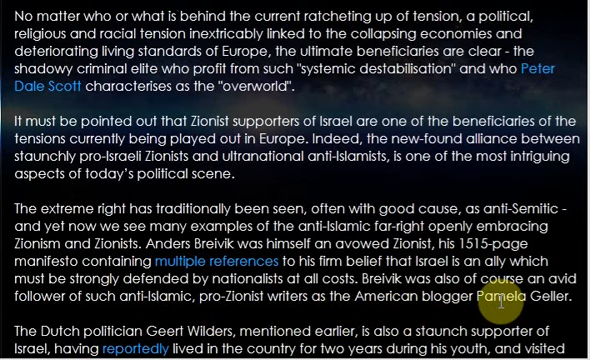 No matter who or what is behind the current ratcheting up of tension, a political,
religious and racial tension inextricably linked to the collapsing economies and
deteriorating living standards of Europe, the ultimate beneficiaries are clear - the
shadowy criminal elite who profit from such "systemic destabilisation" and who Peter
Dale Scott characterises as the "overworld".
It must be pointed out that Zionist supporters of Israel are one of the beneficiaries of the
tensions currently being played out in Europe. Indeed, the new-found alliance between
staunchly pro-Israeli Zionists and ultranational anti-Islamists, is one of the most intriguing
aspects of today's political scene.
The extreme right has traditionally been seen, often with good cause, as anti-Semitic -
and yet now we see many examples of the anti-Islamic far-right openly embracing
Zionism and Zionists. Anders Breivik was himself an avowed Zionist, his 1515-page
manifesto containing multiple references to his firm belief that Israel is an ally which
must be strongly defended by nationalists at all costs. Breivik was also of course an avid
follower of such anti-Islamic, pro-Zionist writers as the American blogger Pamela Geller.
The Dutch politician Geert Wilders, mentioned earlier, is also a staunch supporter of
Israel, having reportedly lived in the country for two years during his youth, and visited